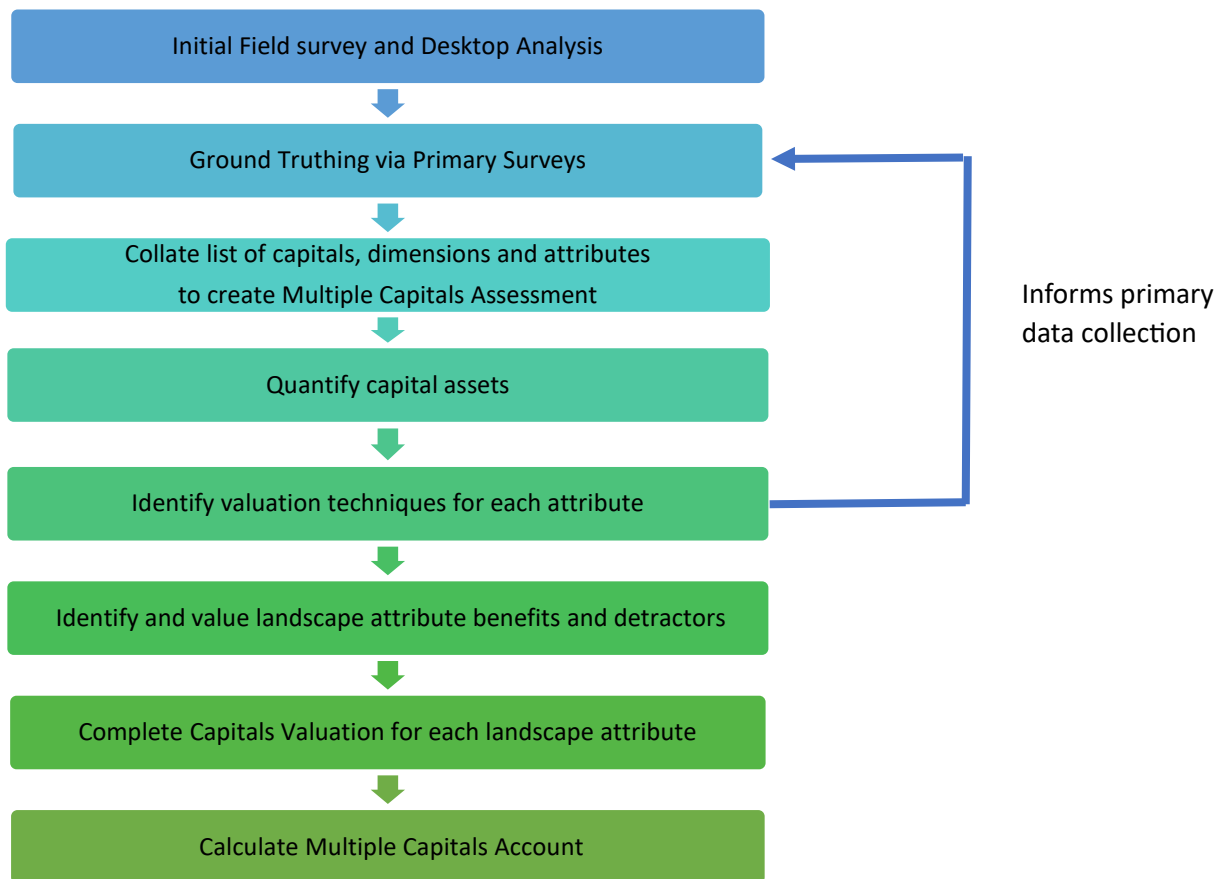 Initial Field survey and Desktop Analysis
Ground Truthing via Primary Surveys
Collate list of capitals, dimensions and attributes
to create Multiple Capitals Assessment
Quantify capital assets
Identify valuation techniques for each attribute
Identify and value landscape attribute benefits and detractors
Complete Capitals Valuation for each landscape attribute
Calculate Multiple Capitals Account
Informs primary
data collection